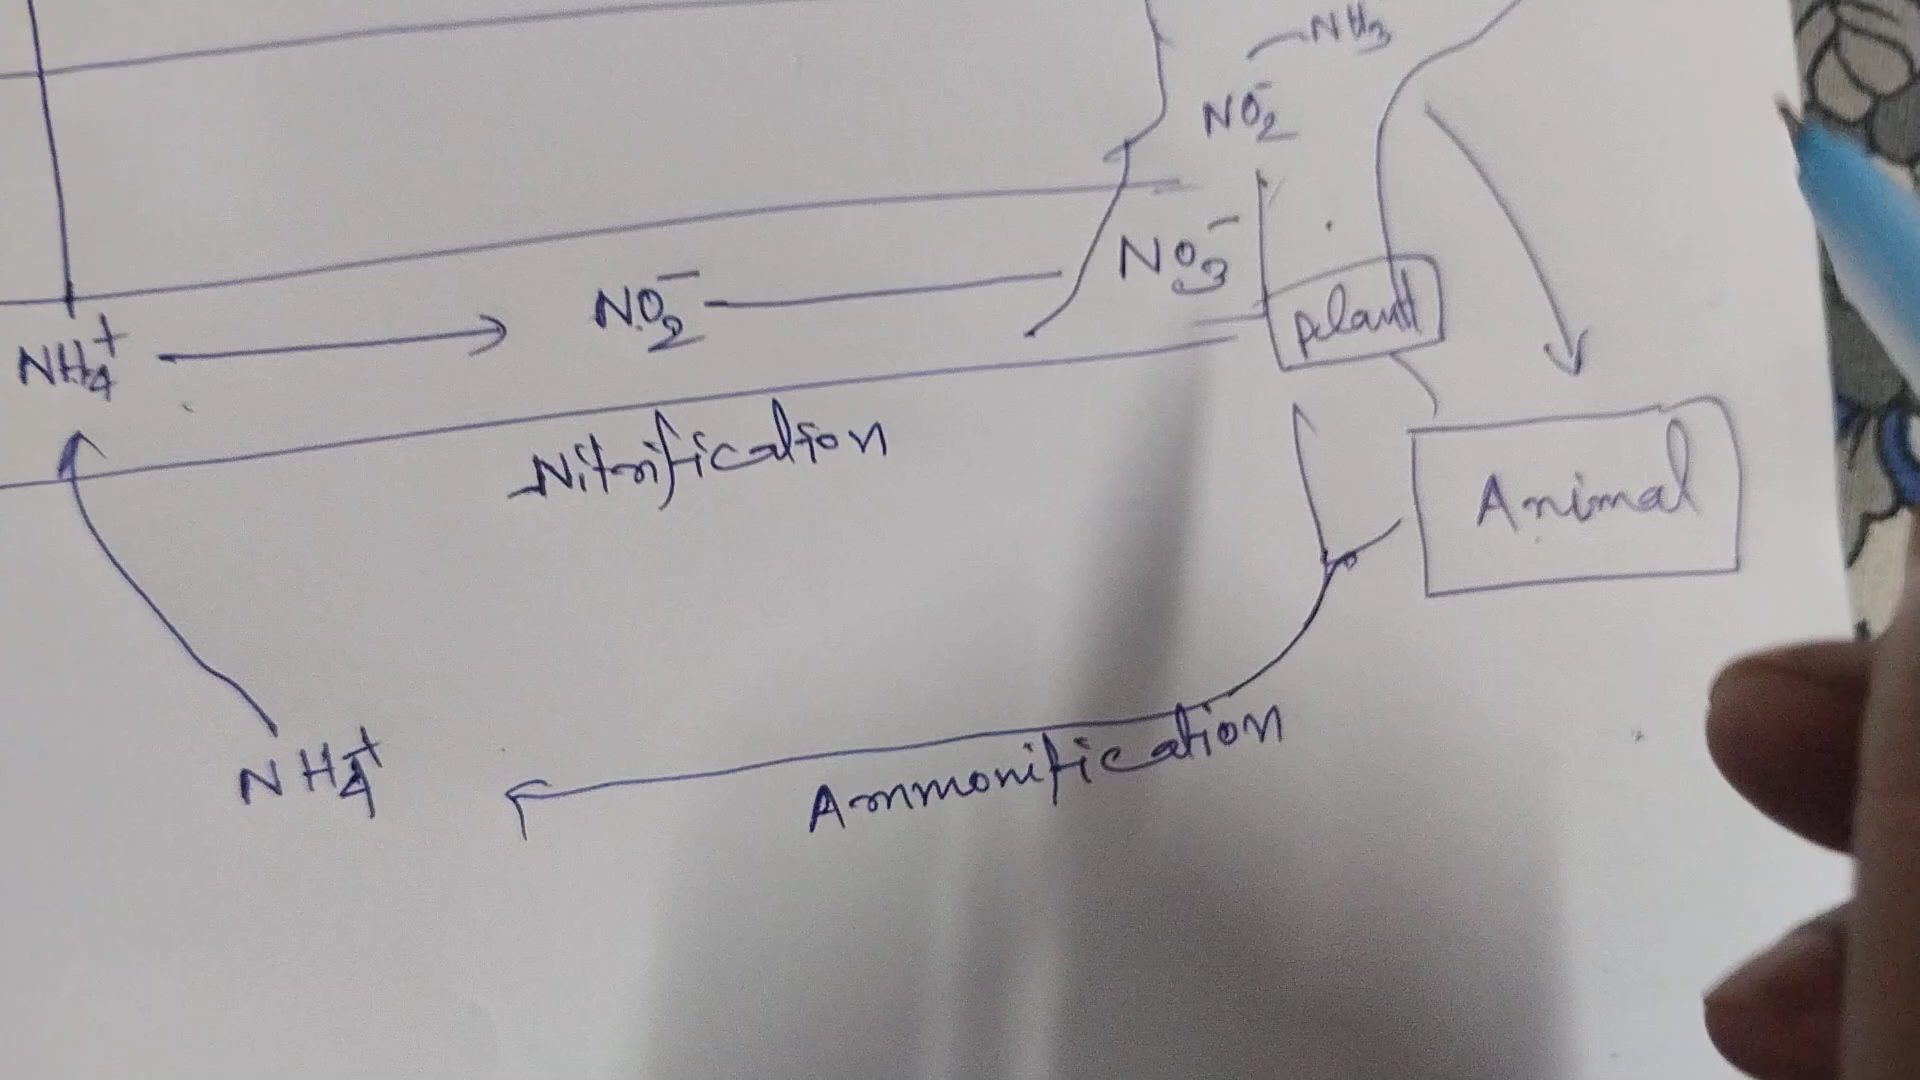 NH3
NO2-
NO3-
NH4+ → NO2-
plant
Nitrification
Animal
NH4+
Ammonification